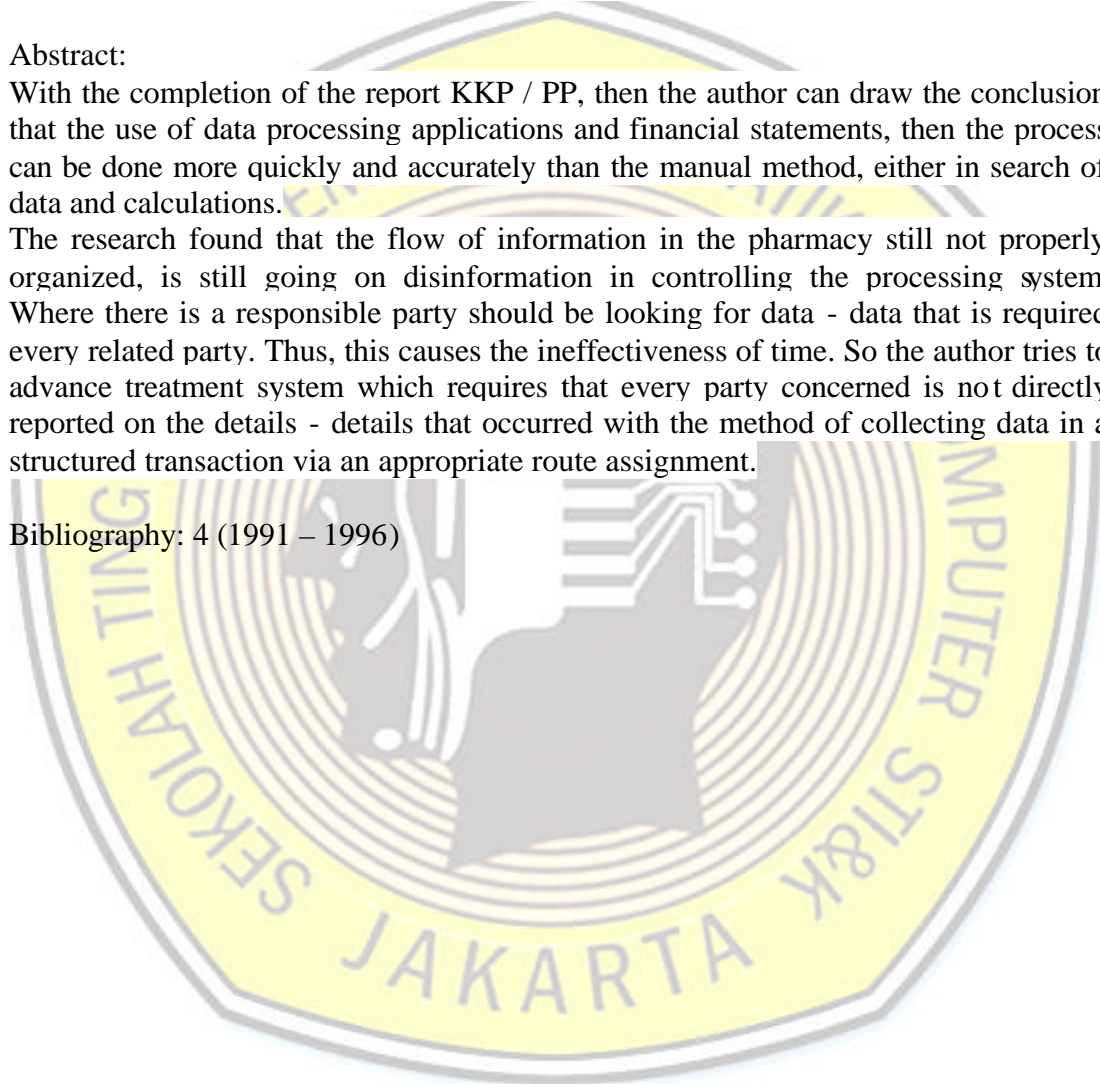 Abstract:
With the completion of the report KKP / PP, then the author can draw the conclusion
that the use of data processing applications and financial statements, then the process
can be done more quickly and accurately than the manual method, either in search of
data and calculations.
The research found that the flow of information in the pharmacy still not properly
organized, is still going on disinformation in controlling the processing system
Where there is a responsible party should be looking for data - data that is required
every related party. Thus, this causes the ineffectiveness of time. So the author tries to
advance treatment system which requires that every party concerned is not directly
reported on the details - details that occurred with the method of collecting data in a
structured transaction via an appropriate route assignment.
Bibliography: 4 (1991 – 1996)
SEKOLAH TING
OMPUTER STI&K
JAKARTA